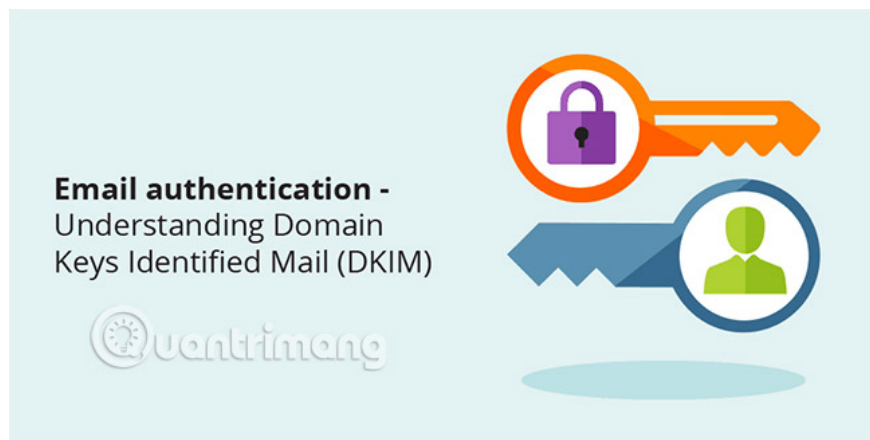 Email authentication -
Understanding Domain
Keys Identified Mail (DKIM)
Quantrimang